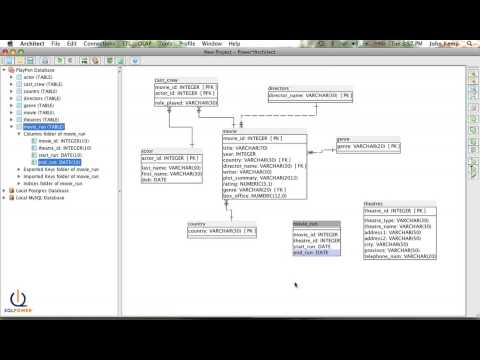 Architect File Edit Connections ETL OLAP Tools Profile Window Help
Tue 3:57 PM John Kemp
New Project - Power*Architect
PlayPen Database
actor (TABLE)
cast_crew (TABLE)
country (TABLE)
directors (TABLE)
genre (TABLE)
movie (TABLE)
theatres (TABLE)
movie_run (TABLE)
Columns folder of movie_run
movie_id: INTEGER(10)
theatre_id: INTEGER(10)
start_run: DATE(10)
end_run: DATE(10)
Exported Keys folder of movie_run
Imported Keys folder of movie_run
Indices folder of movie_run
Local Postgres Database
Local MySQL Database
cast_crew
movie_id: INTEGER [ PFK ]
actor_id: INTEGER [ PFK ]
role_played: VARCHAR(30)
directors
director_name: VARCHAR(30) [ PK ]
movie
movie_id: INTEGER [ PK ]
title: VARCHAR(70)
year: INTEGER
country: VARCHAR(30) [ FK ]
director_name: VARCHAR(30) [ FK ]
writer: VARCHAR(30)
plot_summary: VARCHAR(2012)
rating: NUMERIC(3,1)
genre: VARCHAR(20) [ FK ]
box_office: NUMERIC(12,0)
genre
genre: VARCHAR(20) [ PK ]
actor
actor_id: INTEGER [ PK ]
last_name: VARCHAR(30)
first_name: VARCHAR(30)
dob: DATE
country
country: VARCHAR(30) [ PK ]
movie_run
movie_id: INTEGER
theatre_id: INTEGER
start_run: DATE
end_run: DATE
theatres
theatre_id: INTEGER [ PK ]
theatre_type: VARCHAR(30)
theatre_name: VARCHAR(30)
address1: VARCHAR(50)
address2: VARCHAR(50)
city: VARCHAR(50)
province: VARCHAR(50)
telephone_num: VARCHAR(20)
SQLPOWER